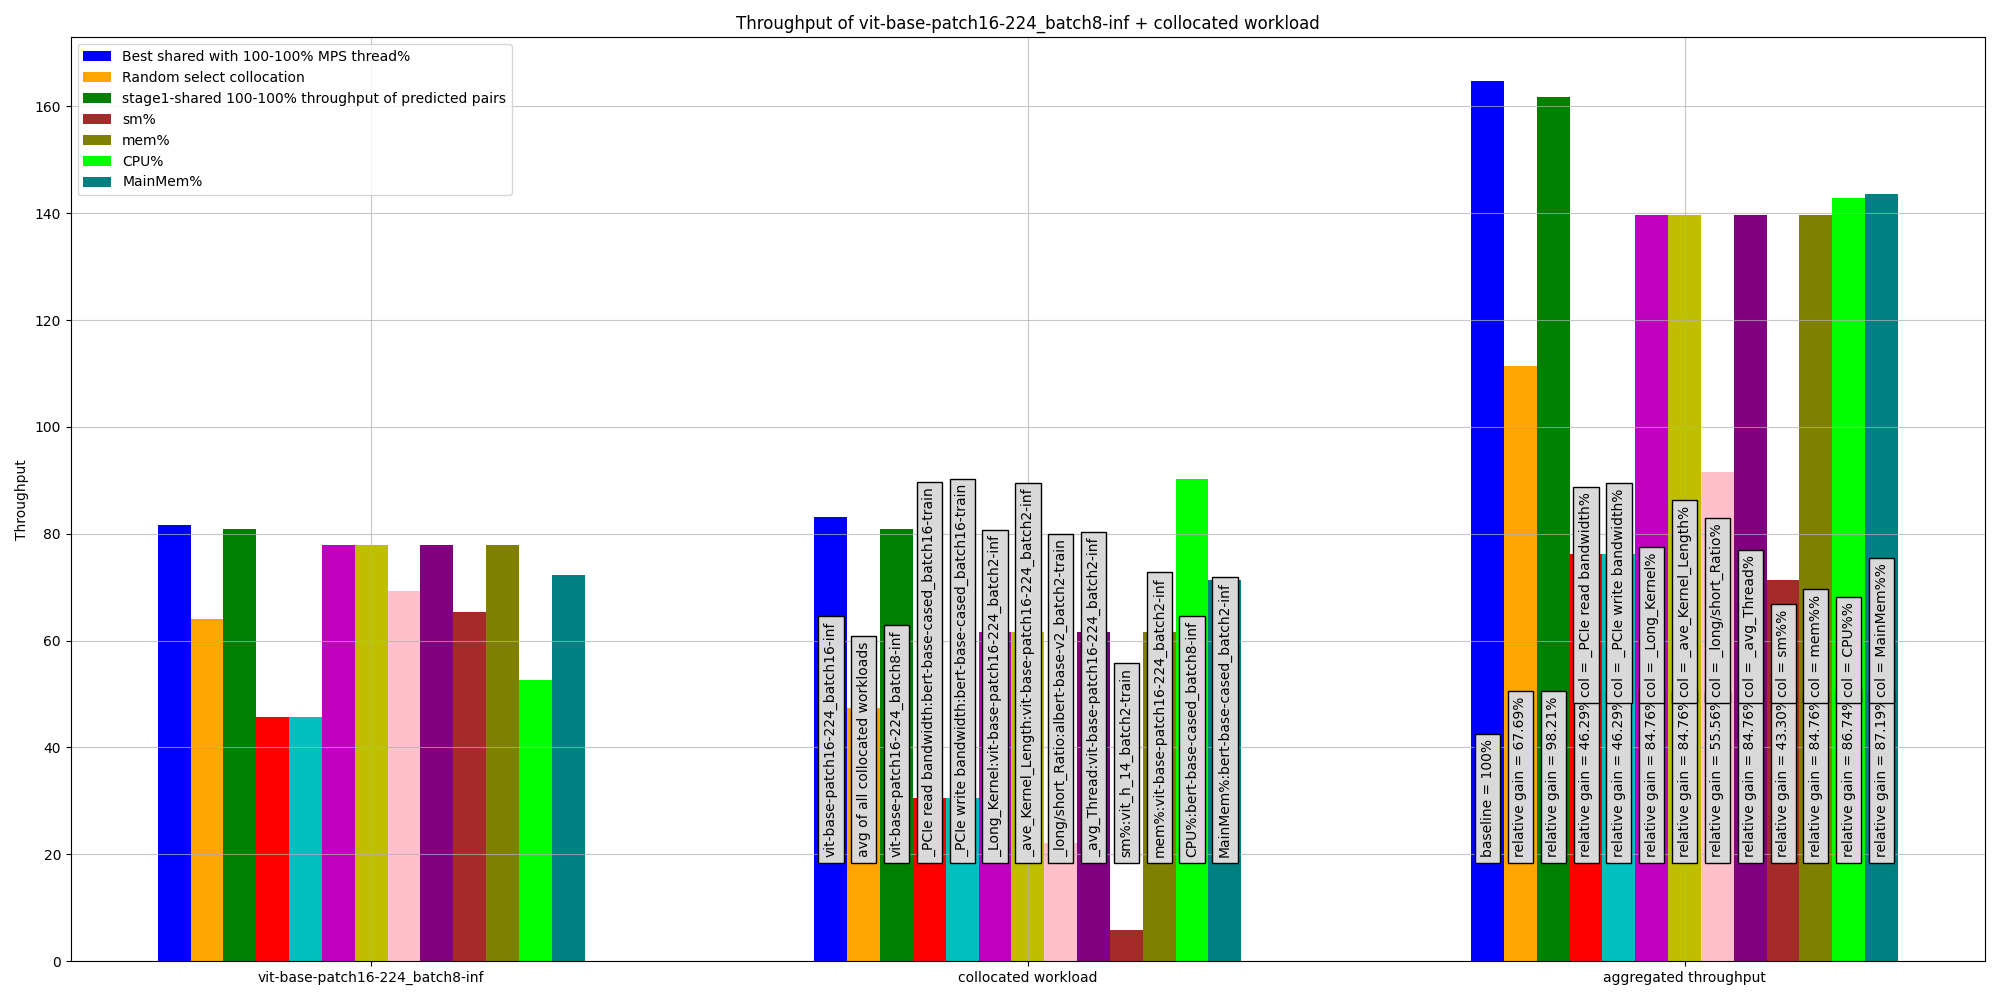 Throughput of vit-base-patch16-224_batch8-inf + collocated workload
Best shared with 100-100% MPS thread%
Random select collocation
stage1-shared 100-100% throughput of predicted pairs
sm%
mem%
CPU%
MainMem%
Throughput
160
140
120
100
80
60
40
20
0
vit-base-patch16-224_batch16-inf
avg of all collocated workloads
vit-base-patch16-224_batch8-inf
_PCIe read bandwidth:bert-base-cased_batch16-train
_PCIe write bandwidth:bert-base-cased_batch16-train
_Long_Kernel:vit-base-patch16-224_batch2-inf
_ave_Kernel_Length:vit-base-patch16-224_batch2-inf
_long/short_Ratio:albert-base-v2_batch2-train
_avg_Thread:vit-base-patch16-224_batch2-inf
sm%:vit_h_14_batch2-train
mem%:vit-base-patch16-224_batch2-inf
CPU%:bert-base-cased_batch8-inf
MainMem%:bert-base-cased_batch2-inf
baseline = 100%
relative gain = 67.69%
relative gain = 98.21%
relative gain = 46.29%
col = _PCIe read bandwidth%
relative gain = 46.29%
col = _PCIe write bandwidth%
relative gain = 84.76%
col = _Long_Kernel%
relative gain = 84.76%
col = _ave_Kernel_Length%
relative gain = 55.56%
col = _long/short_Ratio%
relative gain = 84.76%
col = _avg_Thread%
relative gain = 43.30%
col = sm%%
relative gain = 84.76%
col = mem%%
relative gain = 86.74%
col = CPU%%
relative gain = 87.19%
col = MainMem%%
vit-base-patch16-224_batch8-inf
collocated workload
aggregated throughput